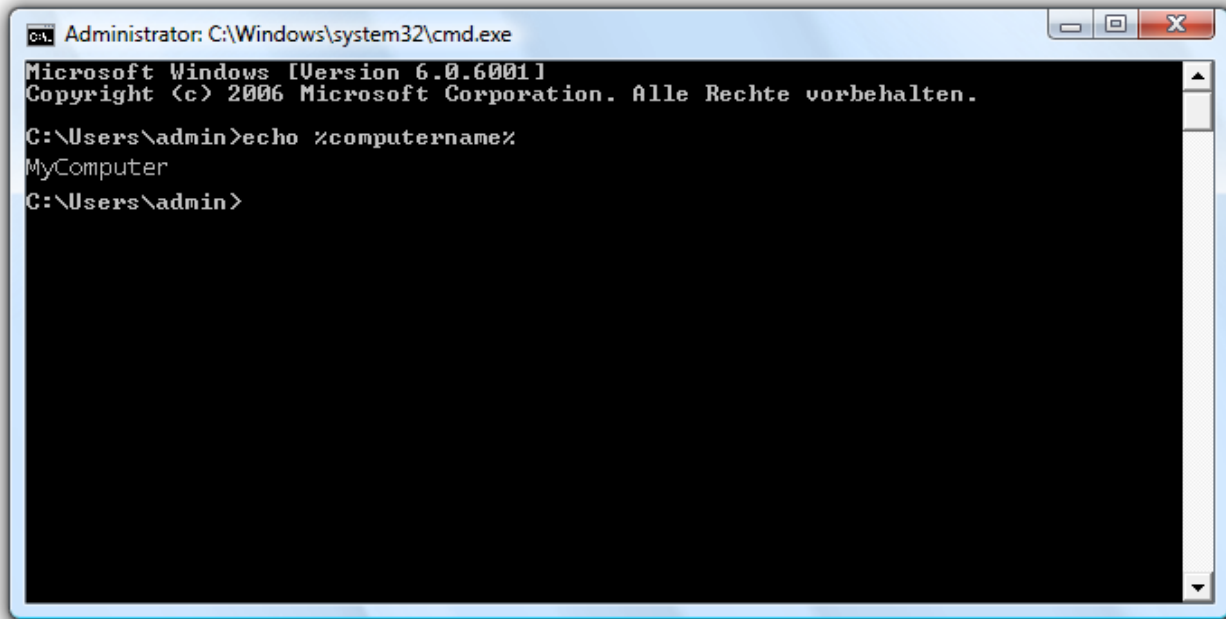 Administrator: C:\Windows\system32\cmd.exe
Microsoft Windows [Version 6.0.6001]
Copyright (c) 2006 Microsoft Corporation. Alle Rechte vorbehalten.
C:\Users\admin>echo %computername%
MyComputer
C:\Users\admin>